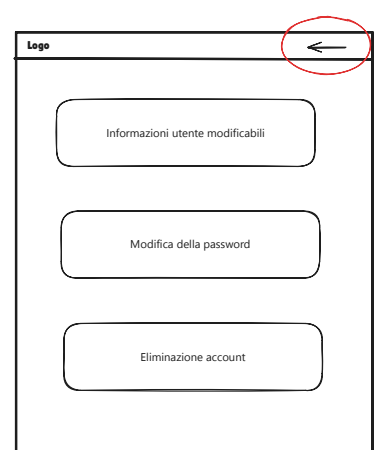 Logo
Informazioni utente modificabili
Modifica della password
Eliminazione account